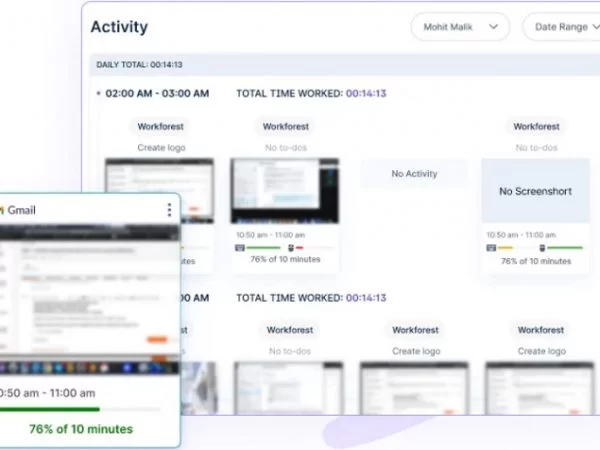 Activity
Mohit Malik
Date Range
DAILY TOTAL: 00:14:13
02:00 AM - 03:00 AM TOTAL TIME WORKED: 00:14:13
Workforest Workforest Workforest
Create logo No to-dos No to-dos
No Activity
No Screenshort
10:50 am - 11:00 am 10:50 am - 11:00 am
76% of 10 minutes 76% of 10 minutes
Gmail
0:50 am - 11:00 am
76% of 10 minutes
00 AM TOTAL TIME WORKED: 00:14:13
st Workforest Workforest Workforest
No to-dos Create logo Create logo